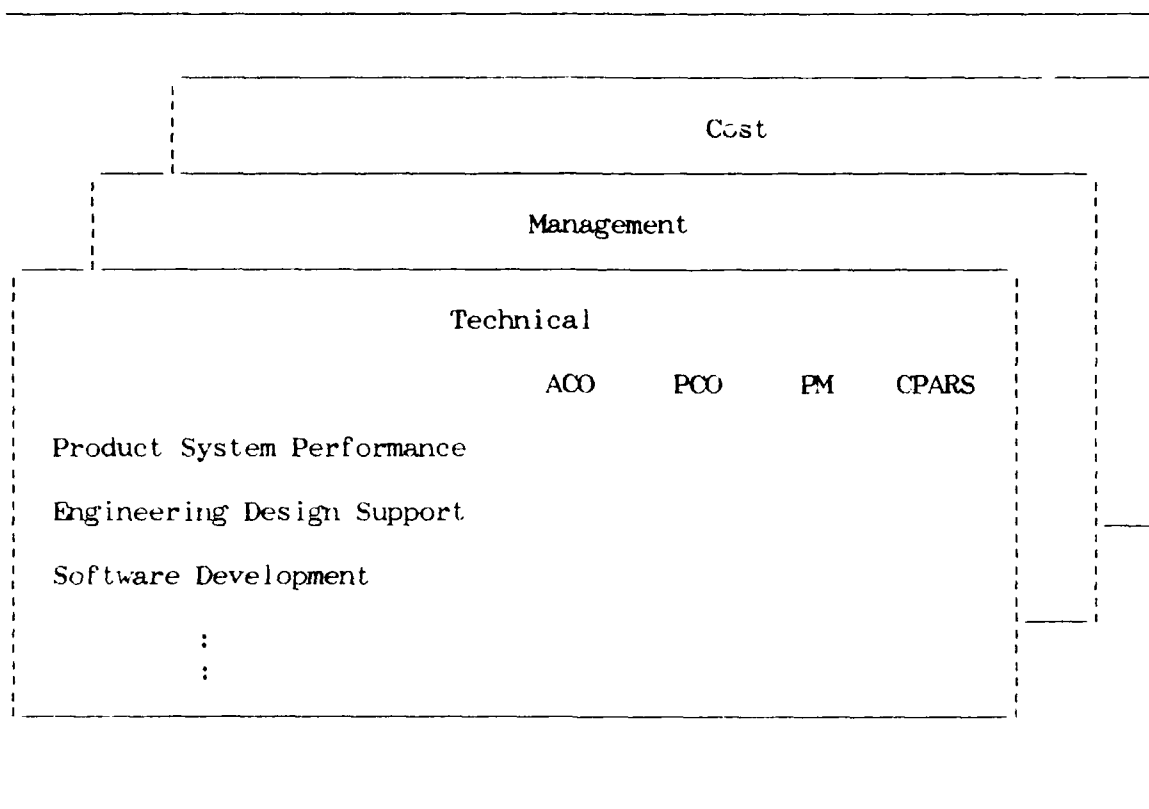 Cost
Management
Technical
ACO PCO PM CPARS
Product System Performance
Engineering Design Support
Software Development
:
: